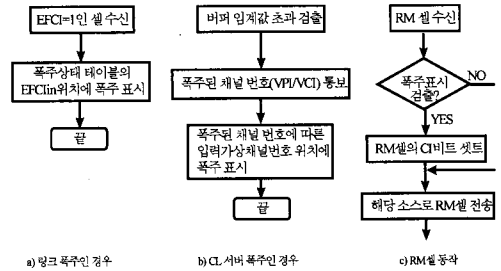 EFCI=1인 셀 수신
폭주상태 테이블의
EFCIin위치에 폭주 표시
끝
a) 링크 폭주인 경우
버퍼 임계값 초과 검출
폭주된 채널 번호(VPI/VCI) 통보
폭주된 채널 번호에 따른
입력가상채널번호 위치에
폭주 표시
끝
b) CL 서버 폭주인 경우
RM 셀 수신
폭주표시
검출?
NO
YES
RM셀의 CI비트 셋트
해당 소스로 RM셀 전송
c) RM셀 동작